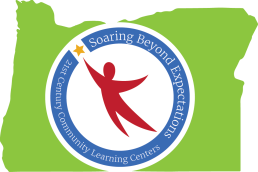 Soaring Beyond Expectations
21st Century Community Learning Centers